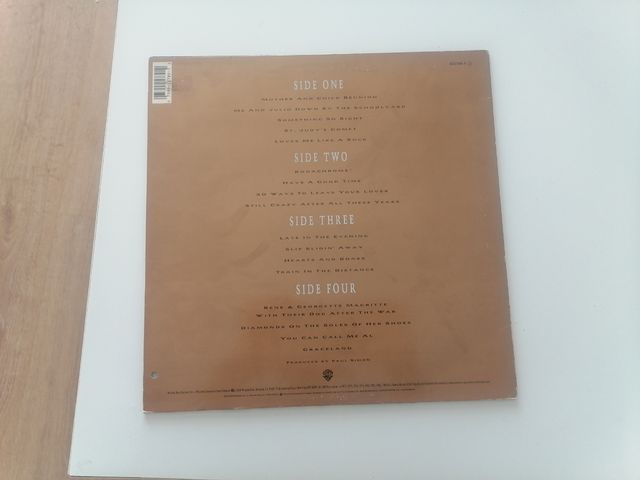 SIDE ONE
MOTHER AND CHILD REUNION
ME AND JULIO DOWN BY THE SCHOOLYARD
SOMETHING SO RIGHT
ST. JUDY'S COMET
LOVES ME LIKE A ROCK
SIDE TWO
KODACHROME
HAVE A GOOD TIME
50 WAYS TO LEAVE YOUR LOVER
STILL CRAZY AFTER ALL THESE YEARS
SIDE THREE
LATE IN THE EVENING
SLIP SLIDIN' AWAY
HEARTS AND BONES
TRAIN IN THE DISTANCE
SIDE FOUR
RENE & GEORGETTE MAGRITTE
WITH THEIR DOG AFTER THE WAR
DIAMONDS ON THE SOLES OF HER SHOES
YOU CAN CALL ME AL
GRACELAND
PRODUCED BY PAUL SIMON